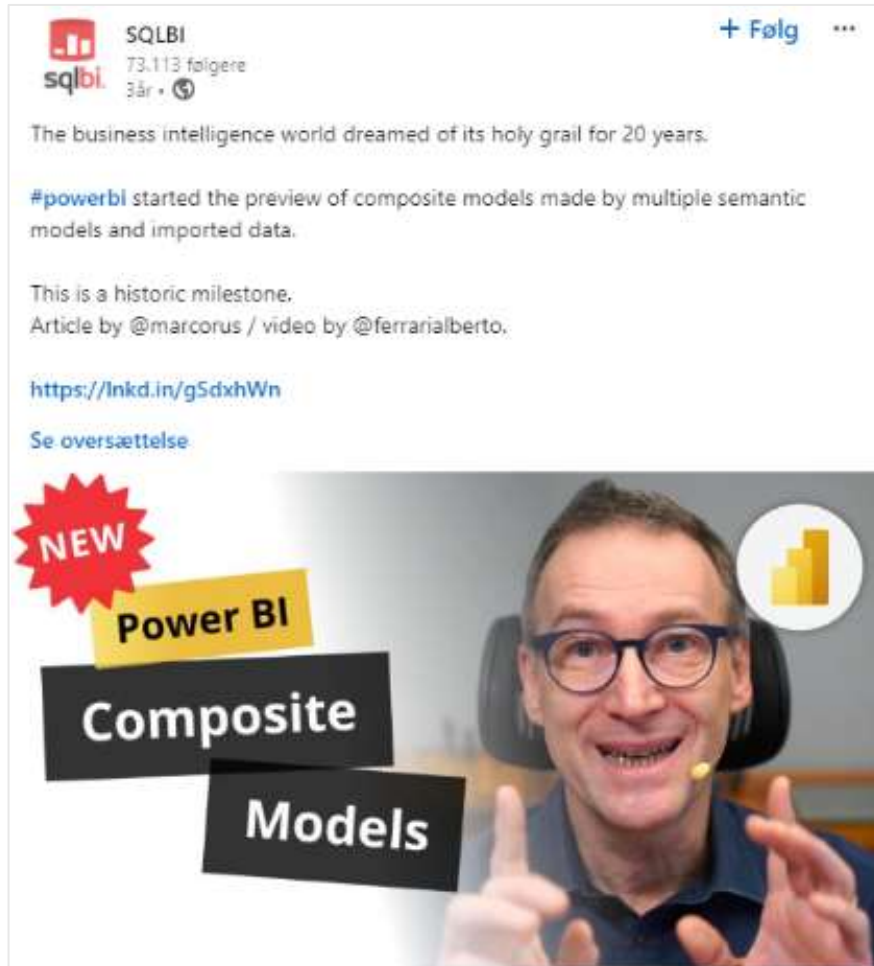 sqlbi.
SQLBI
73.113 følgere
3år •
+ Følg ...
The business intelligence world dreamed of its holy grail for 20 years.
#powerbi started the preview of composite models made by multiple semantic
models and imported data.
This is a historic milestone.
Article by @marcorus / video by @ferrarialberto.
https://lnkd.in/gSdxhWn
Se oversættelse
NEW
Power BI
Composite
Models